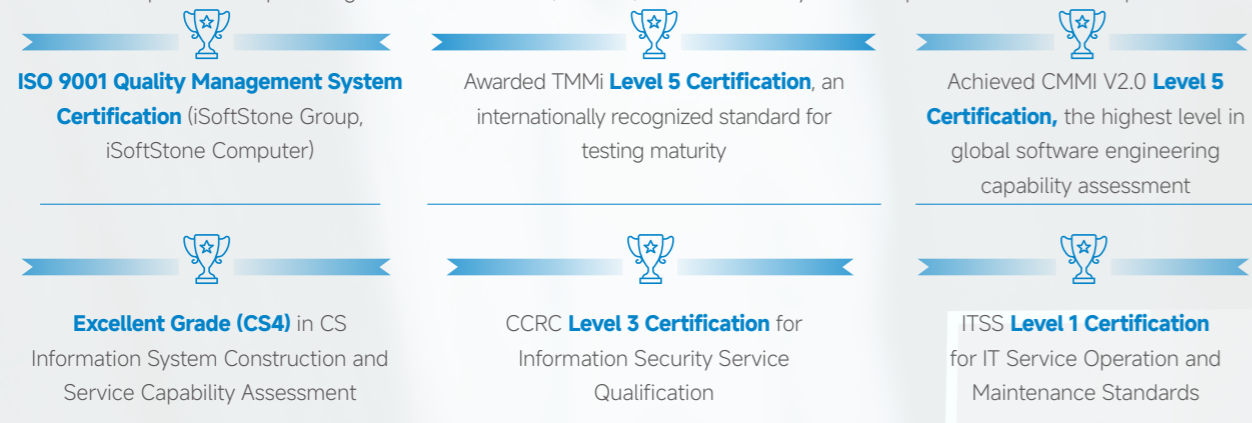 ISO 9001 Quality Management System
Certification (iSoftStone Group,
iSoftStone Computer)
Awarded TMMi Level 5 Certification, an
internationally recognized standard for
testing maturity
Achieved CMMI V2.0 Level 5
Certification, the highest level in
global software engineering
capability assessment
Excellent Grade (CS4) in CS
Information System Construction and
Service Capability Assessment
CCRC Level 3 Certification for
Information Security Service
Qualification
ITSS Level 1 Certification
for IT Service Operation and
Maintenance Standards